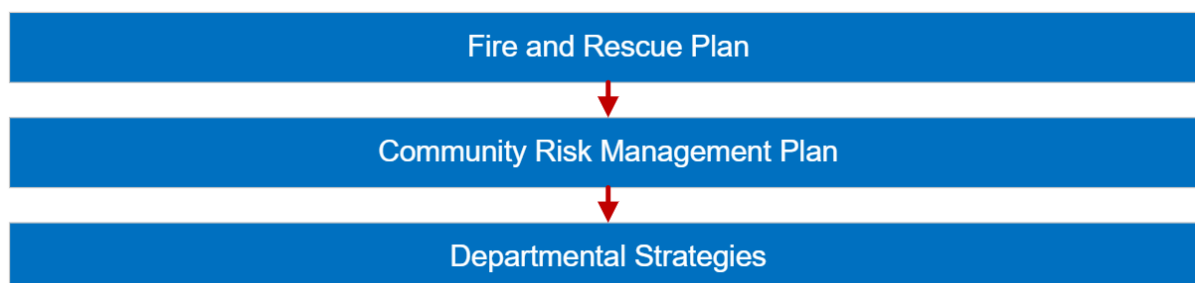 Fire and Rescue Plan
Community Risk Management Plan
Departmental Strategies